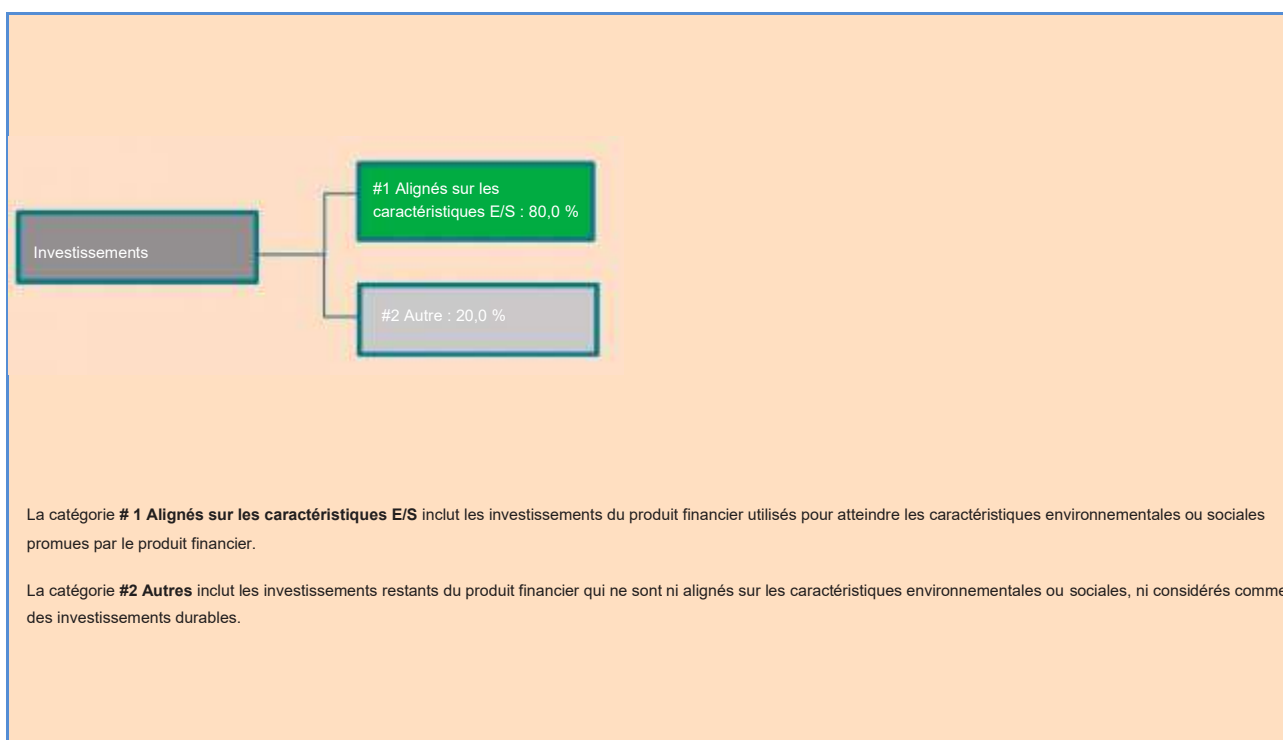 #1 Alignés sur les
caractéristiques E/S : 80,0 %
Investissements
#2 Autre : 20,0 %
La catégorie # 1 Alignés sur les caractéristiques E/S inclut les investissements du produit financier utilisés pour atteindre les caractéristiques environnementales ou sociales
promues par le produit financier.
La catégorie #2 Autres inclut les investissements restants du produit financier qui ne sont ni alignés sur les caractéristiques environnementales ou sociales, ni considérés comme
des investissements durables.